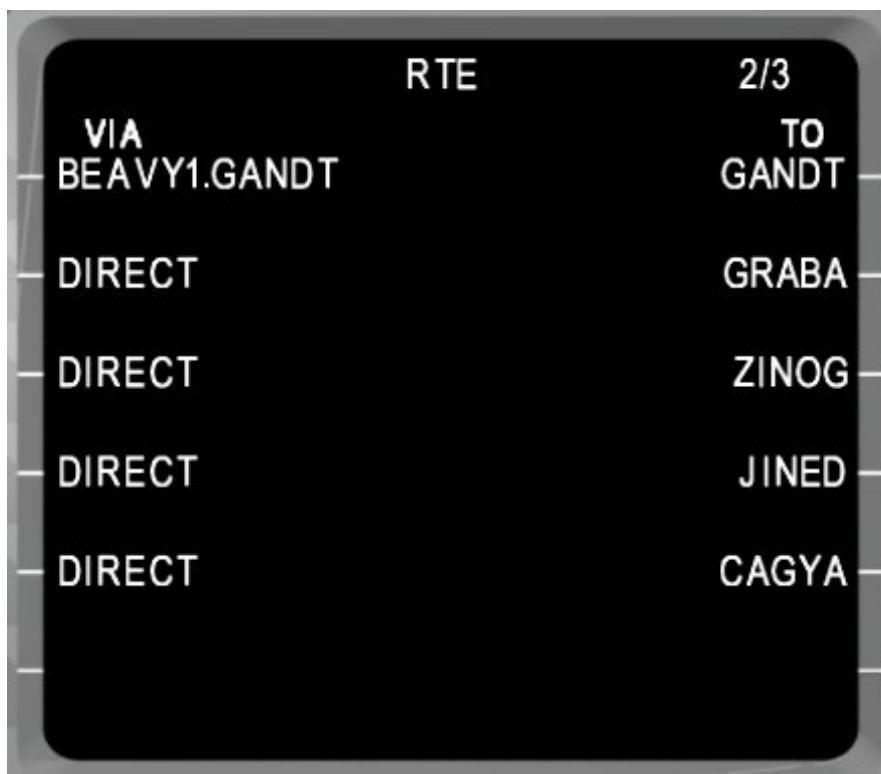 RTE 2/3
VIA TO
BEAVY1.GANDT GANDT
DIRECT GRABA
DIRECT ZINOG
DIRECT JINED
DIRECT CAGYA